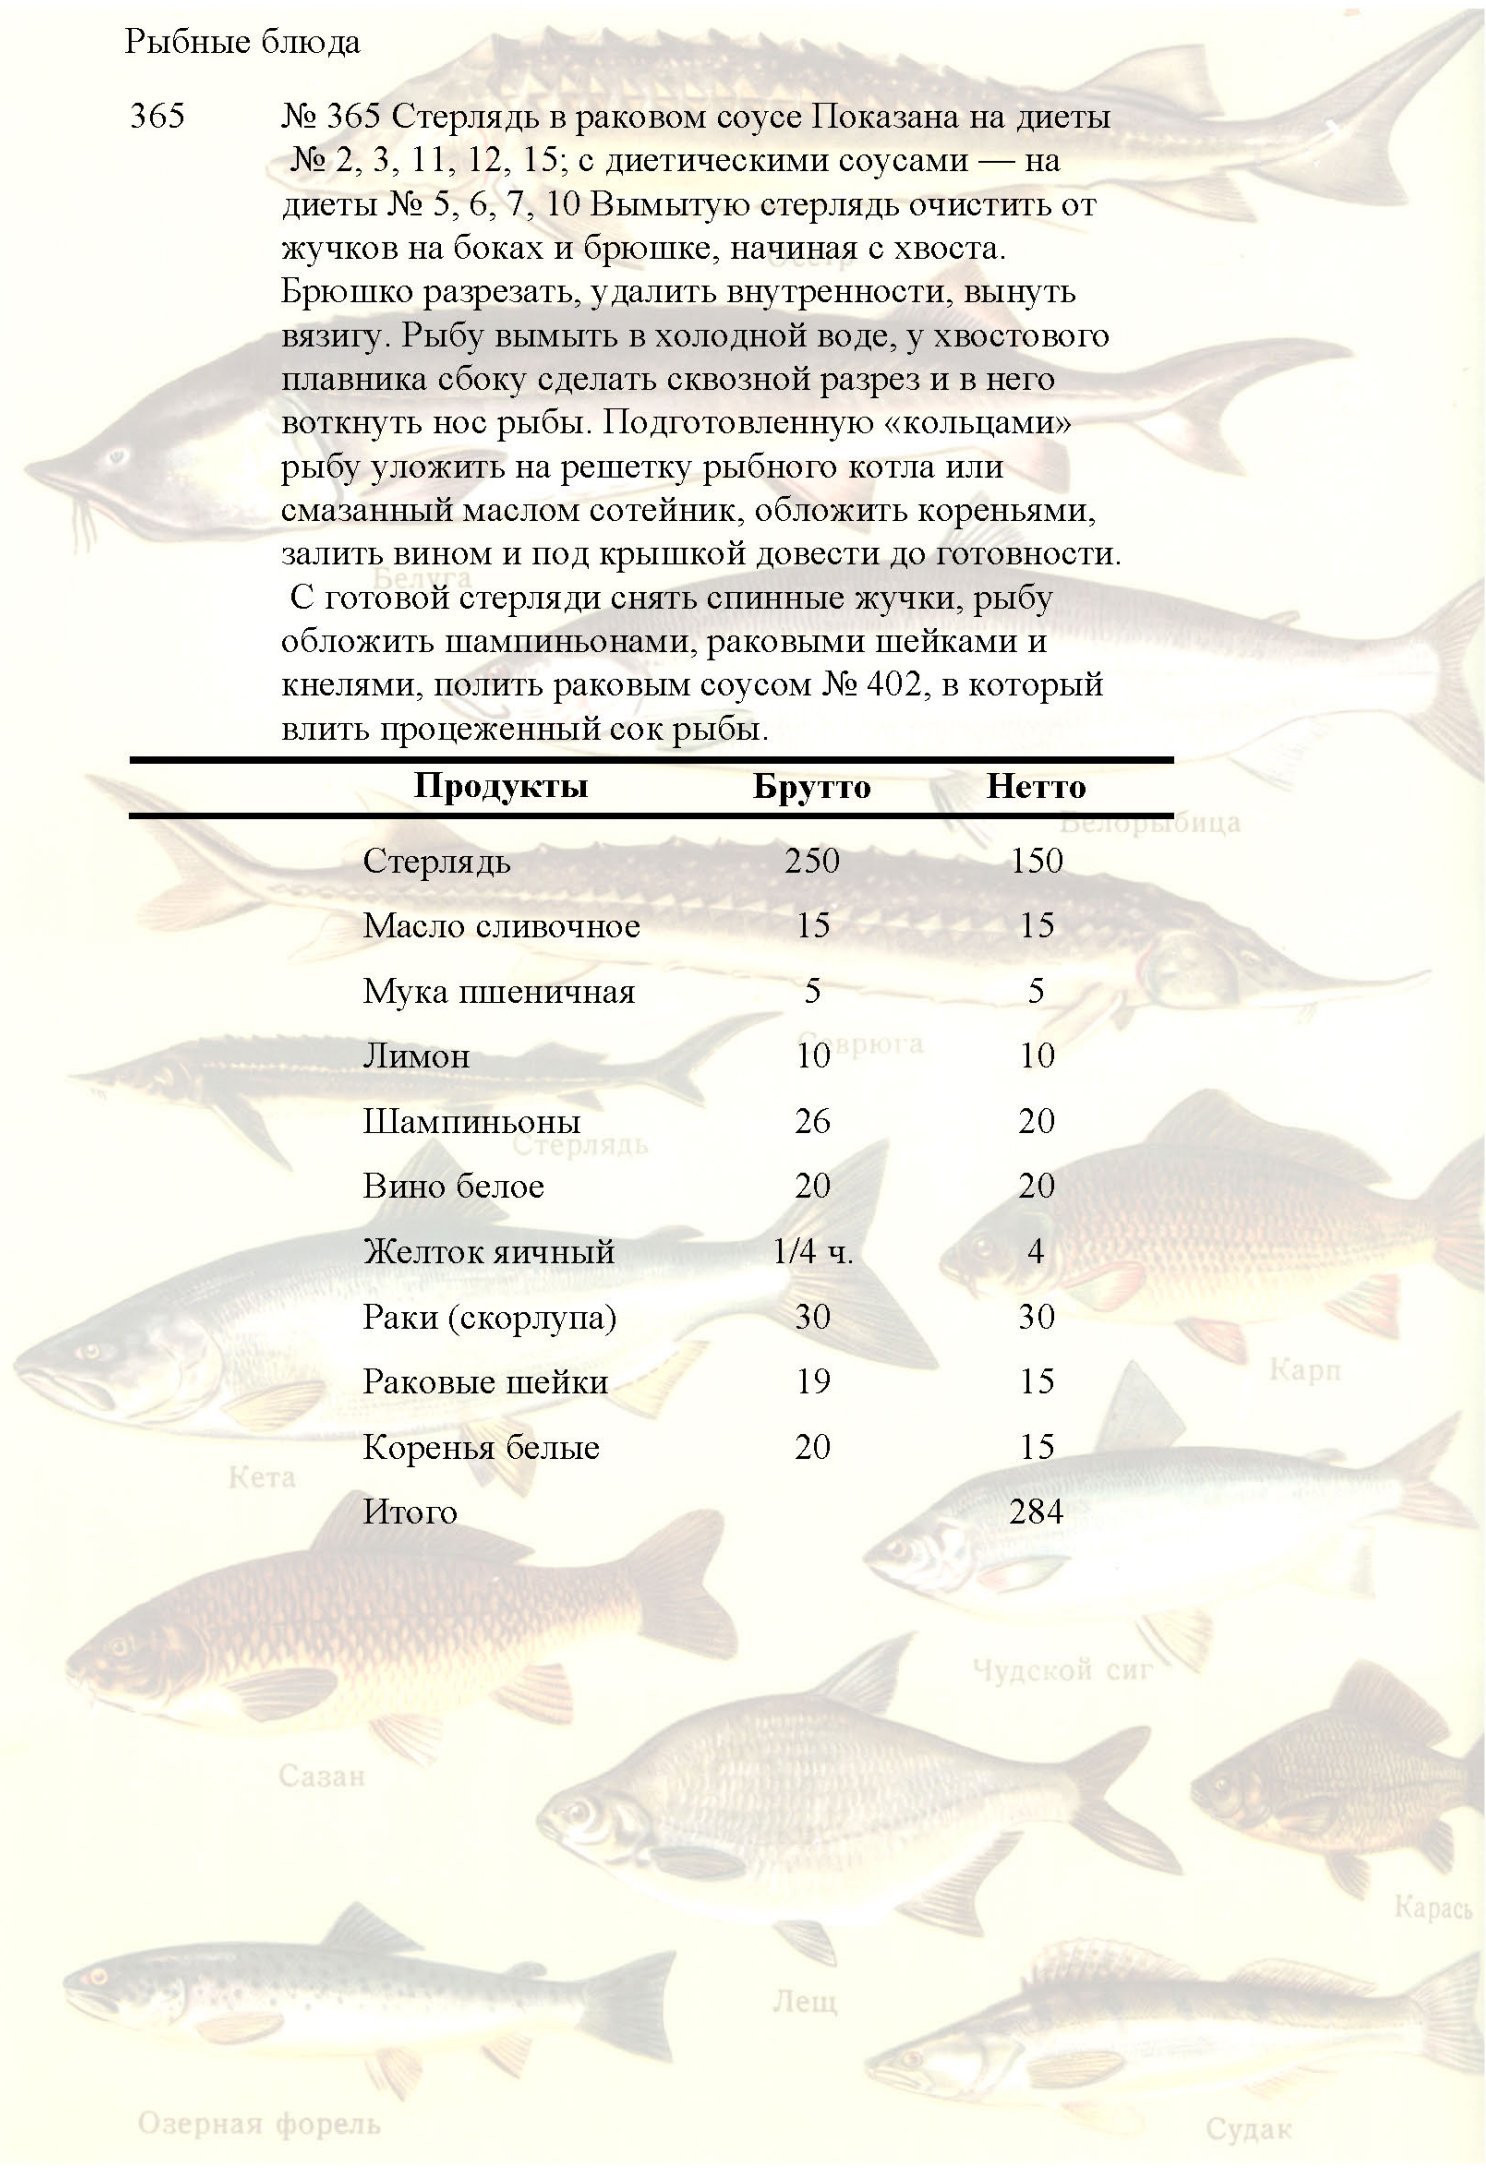 Рыбные блюда
365 № 365 Стерлядь в раковом соусе Показана на диеты
№ 2, 3, 11, 12, 15; с диетическими соусами — на
диеты № 5, 6, 7, 10 Вымытую стерлядь очистить от
жучков на боках и брюшке, начиная с хвоста.
Брюшко разрезать, удалить внутренности, вынуть
вязигу. Рыбу вымыть в холодной воде, у хвостового
плавника сбоку сделать сквозной разрез и в него
воткнуть нос рыбы. Подготовленную «кольцами»
рыбу уложить на решетку рыбного котла или
смазанный маслом сотейник, обложить кореньями,
залить вином и под крышкой довести до готовности.
С готовой стерляди снять спинные жучки, рыбу
обложить шампиньонами, раковыми шейками и
кнелями, полить раковым соусом № 402, в который
влить процеженный сок рыбы.
Продукты Брутто Нетто
Стерлядь 250 150
Масло сливочное 15 15
Мука пшеничная 5 5
Лимон 10 10
Шампиньоны 26 20
Вино белое 20 20
Желток яичный 1/4 ч. 4
Раки (скорлупа) 30 30
Раковые шейки 19 15
Коренья белые 20 15
Итого 284
Осетр
Белуга
Белорыбица
Севрюга
Стерлядь
Карп
Кета
Чудской сиг
Сазан
Карась
Лещ
Озерная форель
Судак